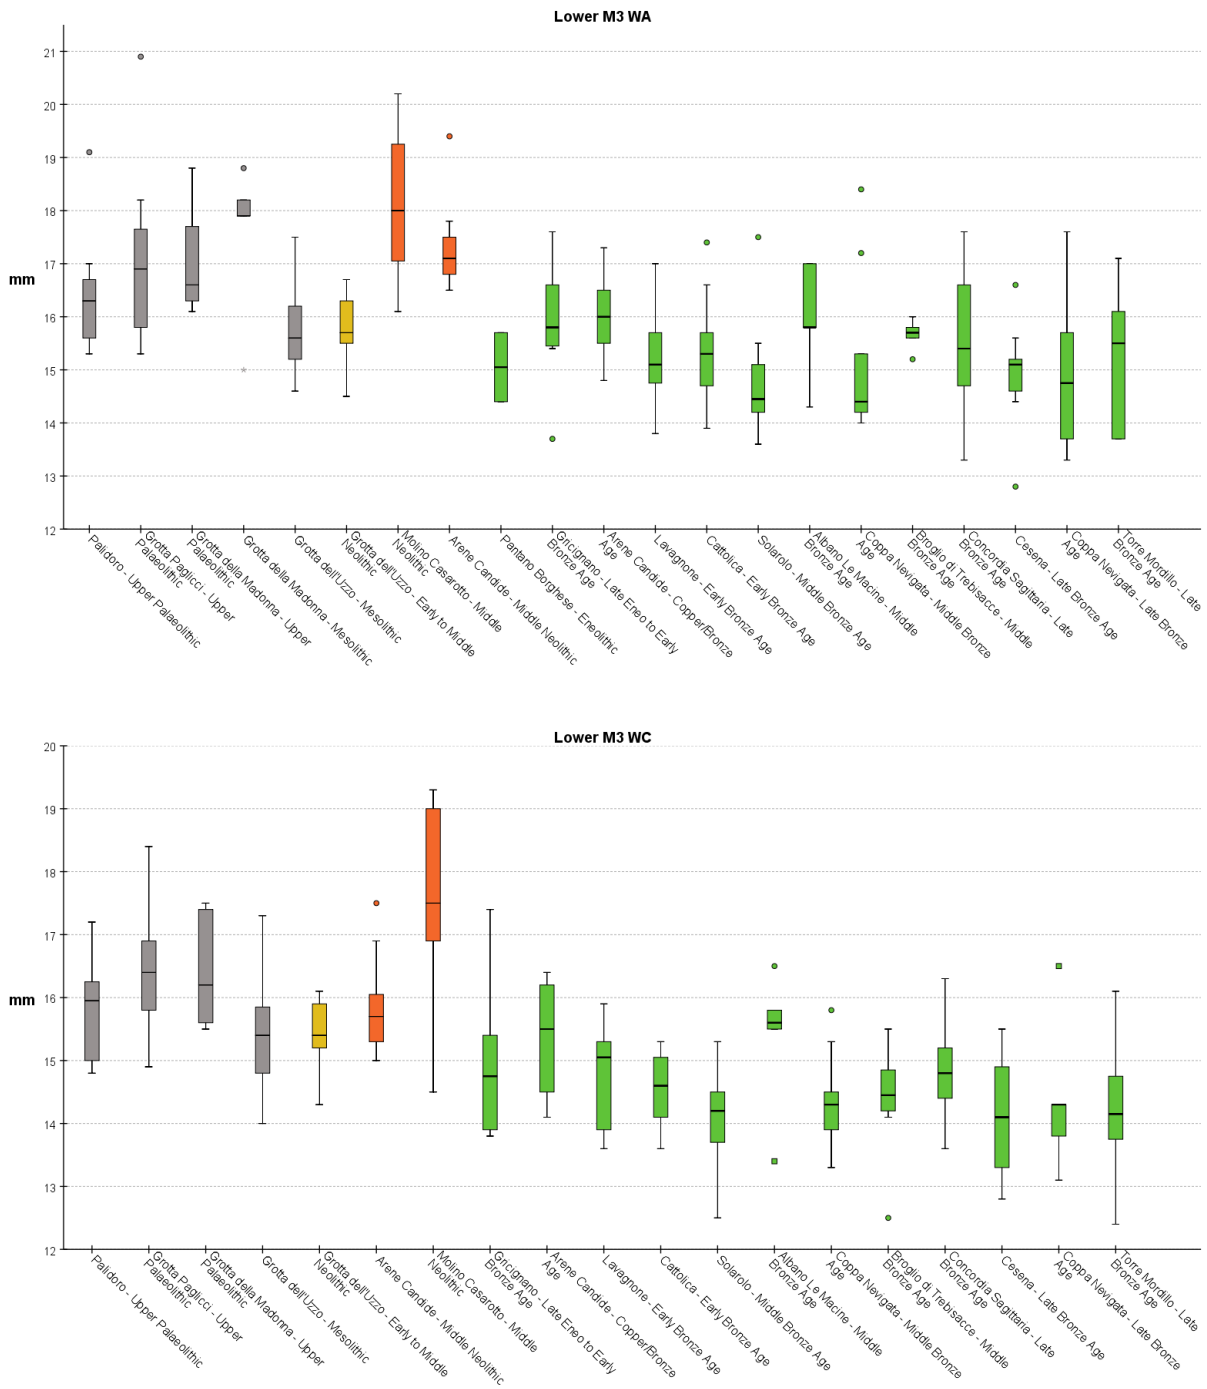 Lower M3 WA
21
20
19
18
17
mm
16
15
14
13
12
Palidoro - Upper Palaeolithic
Grotta Paglicci - Upper
Palaeolithic
Grotta della Madonna - Upper
Palaeolithic
Grotta della Madonna - Mesolithic
Grotta dell'Uzzo - Mesolithic
Grotta dell'Uzzo - Early to Middle
Neolithic
Molino Casarotto - Middle
Neolithic
Arene Candide - Middle Neolithic
Pantano Borghese - Eneolithic
Gricignano - Late Eneo to Early
Bronze Age
Arene Candide - Copper/Bronze
Age
Lavagnone - Early Bronze Age
Cattolica - Early Bronze Age
Solarolo - Middle Bronze Age
Albano Le Macine - Middle
Bronze Age
Coppa Nevigata - Middle Bronze
Age
Broglio di Trebisacce - Middle
Bronze Age
Concordia Sagittaria - Late
Bronze Age
Cesena - Late Bronze Age
Coppa Nevigata - Late Bronze
Age
Torre Mordillo - Late
Bronze Age
Lower M3 WC
20
19
18
17
mm
16
15
14
13
12
Palidoro - Upper Palaeolithic
Grotta Paglicci - Upper
Palaeolithic
Grotta della Madonna - Upper
Palaeolithic
Grotta dell'Uzzo - Mesolithic
Grotta dell'Uzzo - Early to Middle
Neolithic
Arene Candide - Middle Neolithic
Molino Casarotto - Middle
Neolithic
Gricignano - Late Eneo to Early
Bronze Age
Arene Candide - Copper/Bronze
Age
Lavagnone - Early Bronze Age
Cattolica - Early Bronze Age
Solarolo - Middle Bronze Age
Albano Le Macine - Middle
Bronze Age
Coppa Nevigata - Middle Bronze
Age
Broglio di Trebisacce - Middle
Bronze Age
Concordia Sagittaria - Late
Bronze Age
Cesena - Late Bronze Age
Coppa Nevigata - Late Bronze
Age
Torre Mordillo - Late
Bronze Age